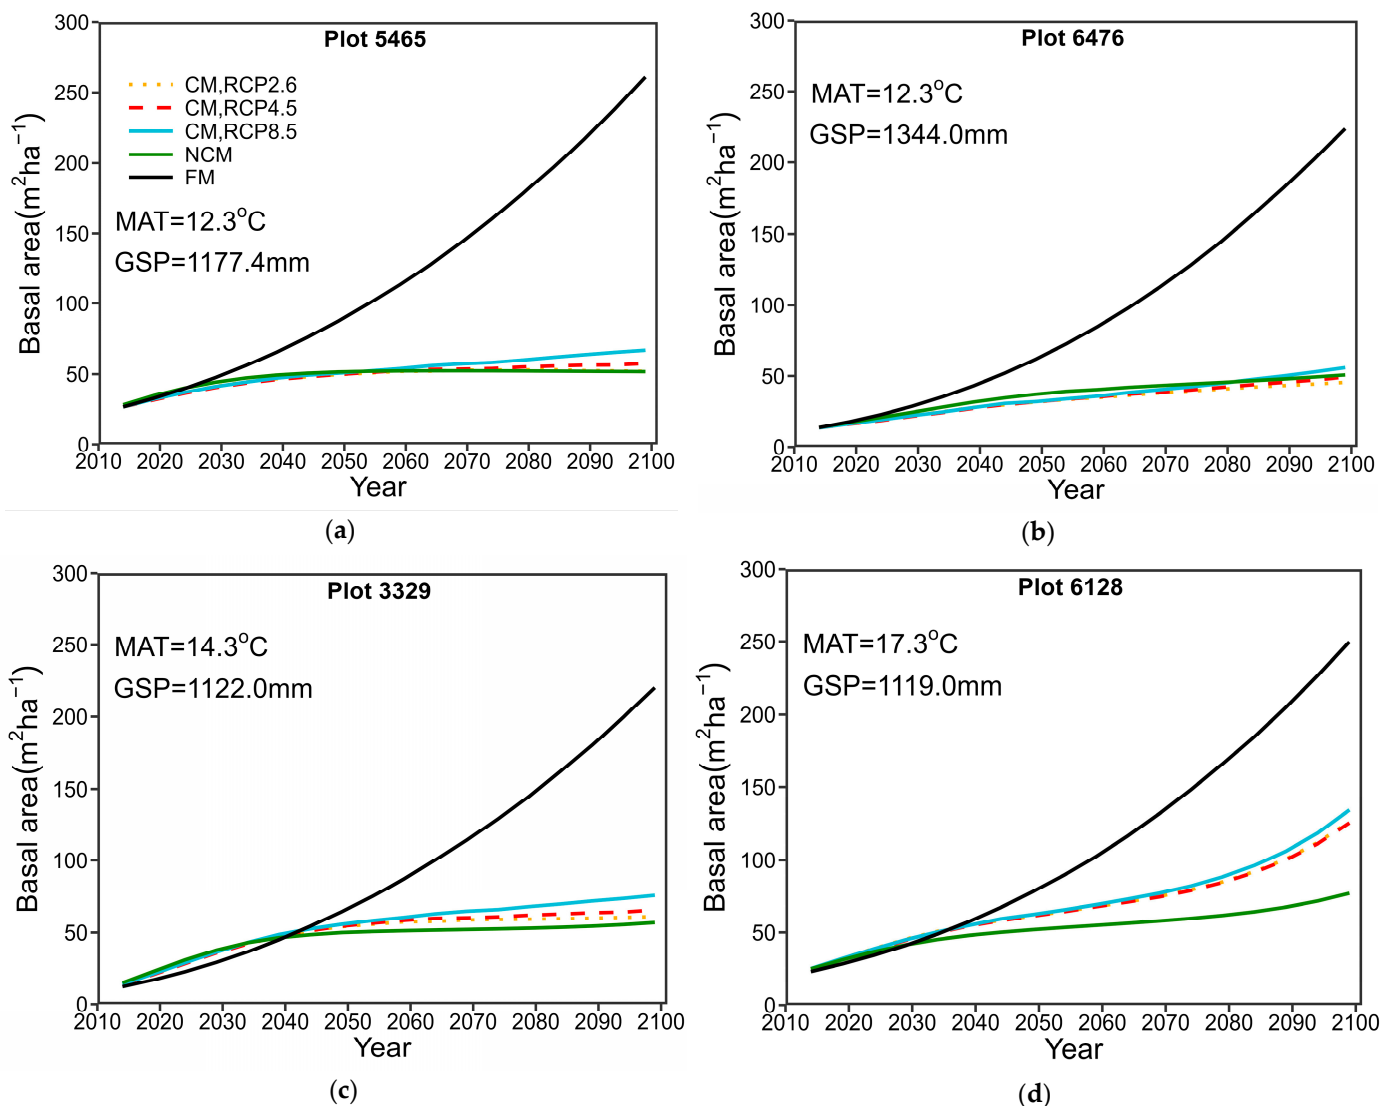 Plot 5465
CM,RCP2.6
CM,RCP4.5
CM,RCP8.5
NCM
FM
MAT=12.3°C
GSP=1177.4mm
Basal area(m²ha⁻¹)
300
250
200
150
100
50
0
2010 2020 2030 2040 2050 2060 2070 2080 2090 2100
Year
(a)
Plot 6476
MAT=12.3°C
GSP=1344.0mm
Basal area(m²ha⁻¹)
300
250
200
150
100
50
0
2010 2020 2030 2040 2050 2060 2070 2080 2090 2100
Year
(b)
Plot 3329
MAT=14.3°C
GSP=1122.0mm
Basal area(m²ha⁻¹)
300
250
200
150
100
50
0
2010 2020 2030 2040 2050 2060 2070 2080 2090 2100
Year
(c)
Plot 6128
MAT=17.3°C
GSP=1119.0mm
Basal area(m²ha⁻¹)
300
250
200
150
100
50
0
2010 2020 2030 2040 2050 2060 2070 2080 2090 2100
Year
(d)